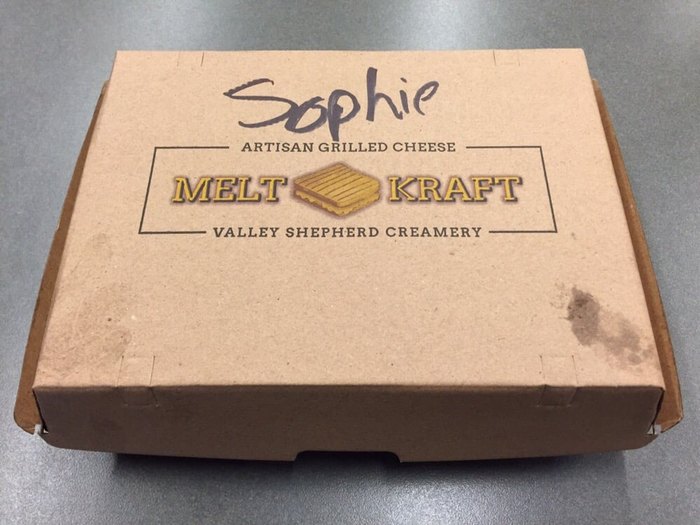 Sophie
ARTISAN GRILLED CHEESE
MELT KRAFT
VALLEY SHEPHERD CREAMERY